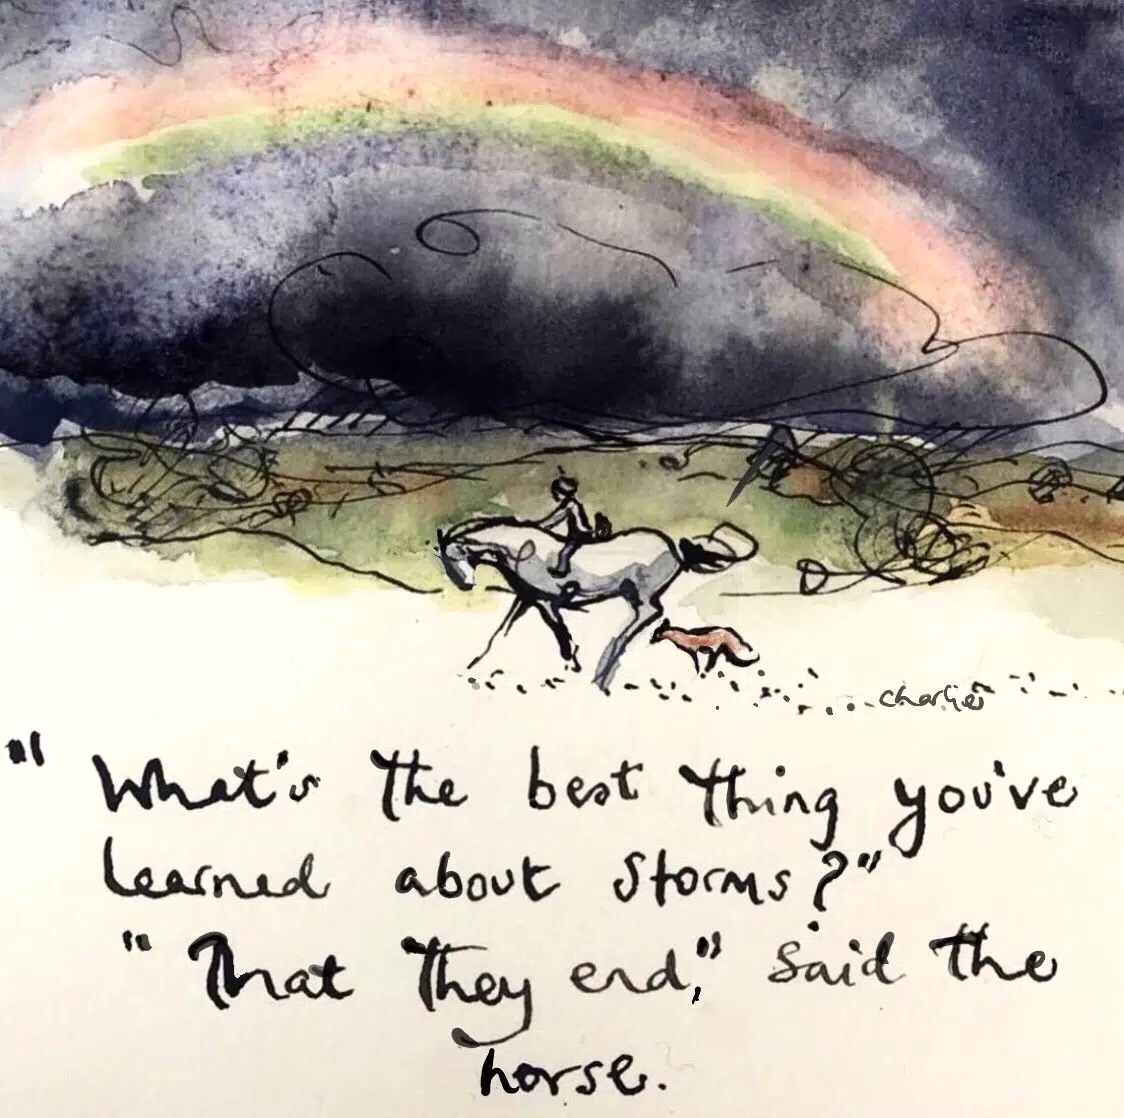 charlie
"What's the best thing you've
learned about storms?"
"That they end," said the
horse.